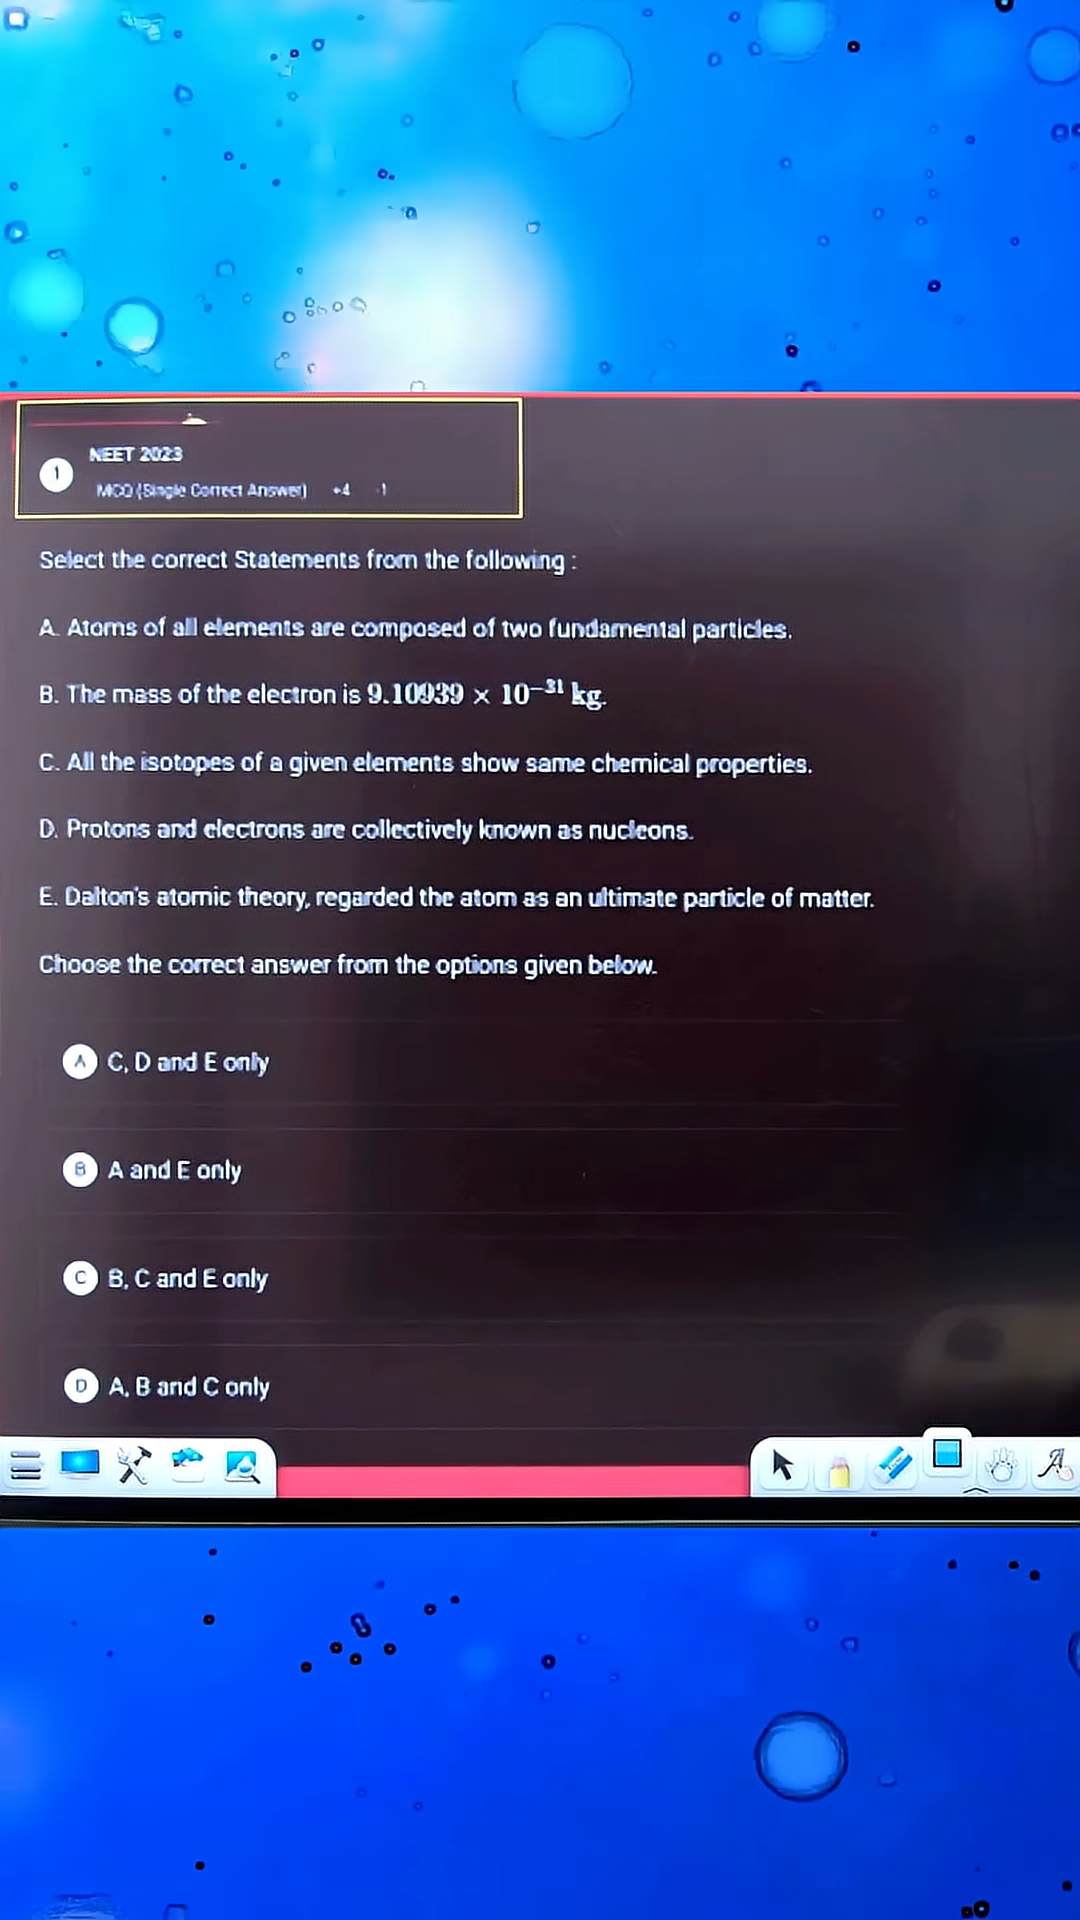 NEET 2023
1
MCQ (Single Correct Answer) +4 -1
Select the correct Statements from the following :
A. Atoms of all elements are composed of two fundamental particles.
B. The mass of the electron is 9.10939 × 10⁻³¹ kg.
C. All the isotopes of a given elements show same chemical properties.
D. Protons and electrons are collectively known as nucleons.
E. Dalton's atomic theory, regarded the atom as an ultimate particle of matter.
Choose the correct answer from the options given below.
A C, D and E only
B A and E only
C B, C and E only
D A, B and C only